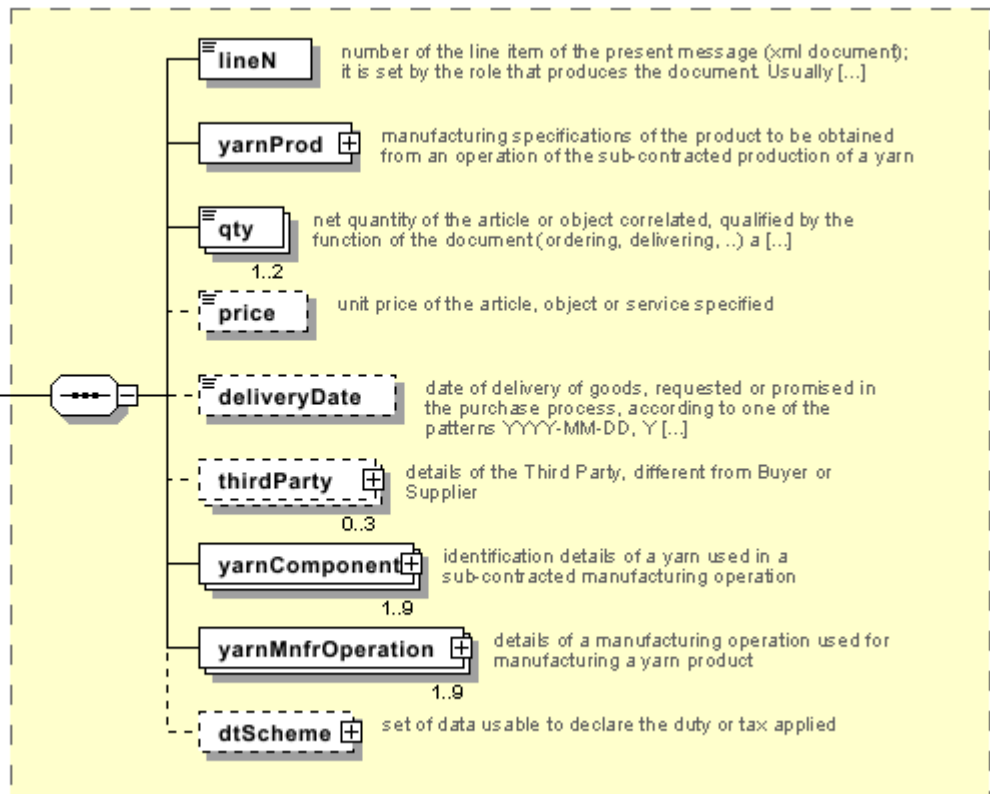 lineN
number of the line item of the present message (xml document);
it is set by the role that produces the document. Usually [...]
yarnProd
manufacturing specifications of the product to be obtained
from an operation of the sub-contracted production of a yarn
qty
net quantity of the article or object correlated, qualified by the
function of the document (ordering, delivering, ..) a [...]
1..2
price
unit price of the article, object or service specified
deliveryDate
date of delivery of goods, requested or promised in
the purchase process, according to one of the
patterns YYYY-MM-DD, Y [...]
thirdParty
details of the Third Party, different from Buyer or
Supplier
0..3
yarnComponent
identification details of a yarn used in a
sub-contracted manufacturing operation
1..9
yarnMnfrOperation
details of a manufacturing operation used for
manufacturing a yarn product
1..9
dtScheme
set of data usable to declare the duty or tax applied